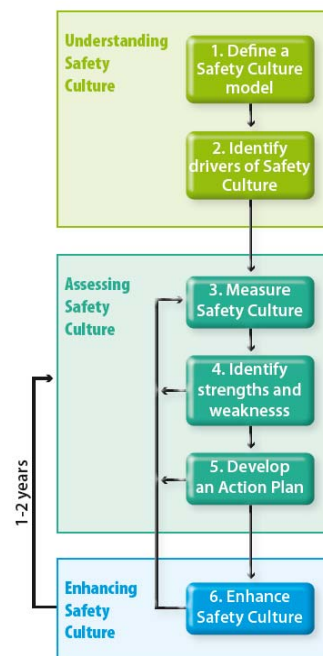 Understanding
Safety
Culture
1. Define a
Safety Culture
model
2. Identify
drivers of Safety
Culture
Assessing
Safety
Culture
3. Measure
Safety Culture
4. Identify
strengths and
weaknesss
5. Develop
an Action Plan
1-2 years
Enhancing
Safety
Culture
6. Enhance
Safety Culture